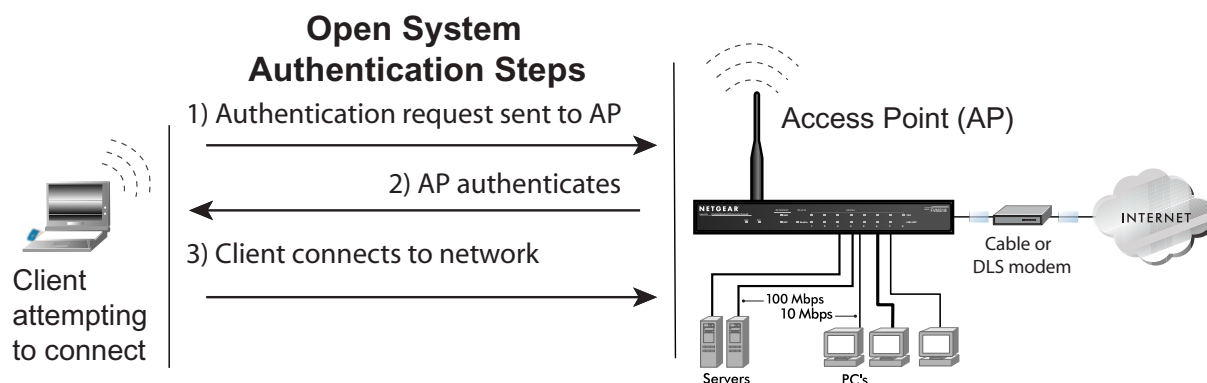 Open System
Authentication Steps
1) Authentication request sent to AP
2) AP authenticates
3) Client connects to network
Client
attempting
to connect
Access Point (AP)
NETGEAR
INTERNET
Cable or
DLS modem
100 Mbps
10 Mbps
Servers
PC's